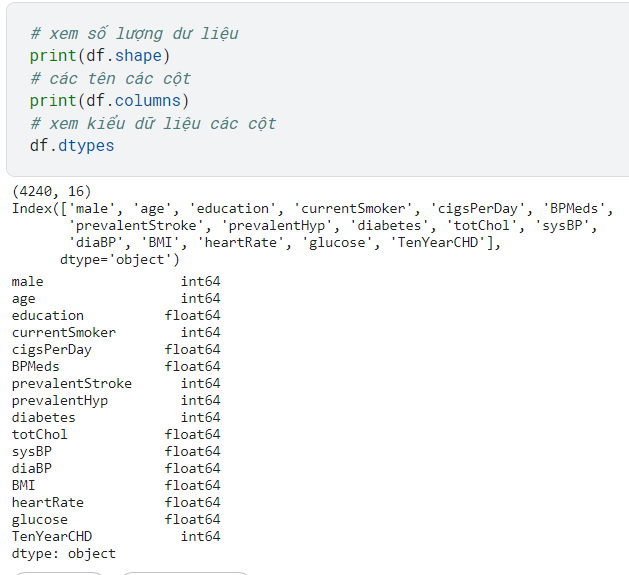 # xem số lượng dư liệu
print(df.shape)
# các tên các cột
print(df.columns)
# xem kiểu dữ liệu các cột
df.dtypes
(4240, 16)
Index(['male', 'age', 'education', 'currentSmoker', 'cigsPerDay', 'BPMeds',
       'prevalentStroke', 'prevalentHyp', 'diabetes', 'totChol', 'sysBP',
       'diaBP', 'BMI', 'heartRate', 'glucose', 'TenYearCHD'],
      dtype='object')
male                 int64
age                  int64
education          float64
currentSmoker        int64
cigsPerDay         float64
BPMeds             float64
prevalentStroke      int64
prevalentHyp         int64
diabetes             int64
totChol            float64
sysBP              float64
diaBP              float64
BMI                float64
heartRate          float64
glucose            float64
TenYearCHD           int64
dtype: object